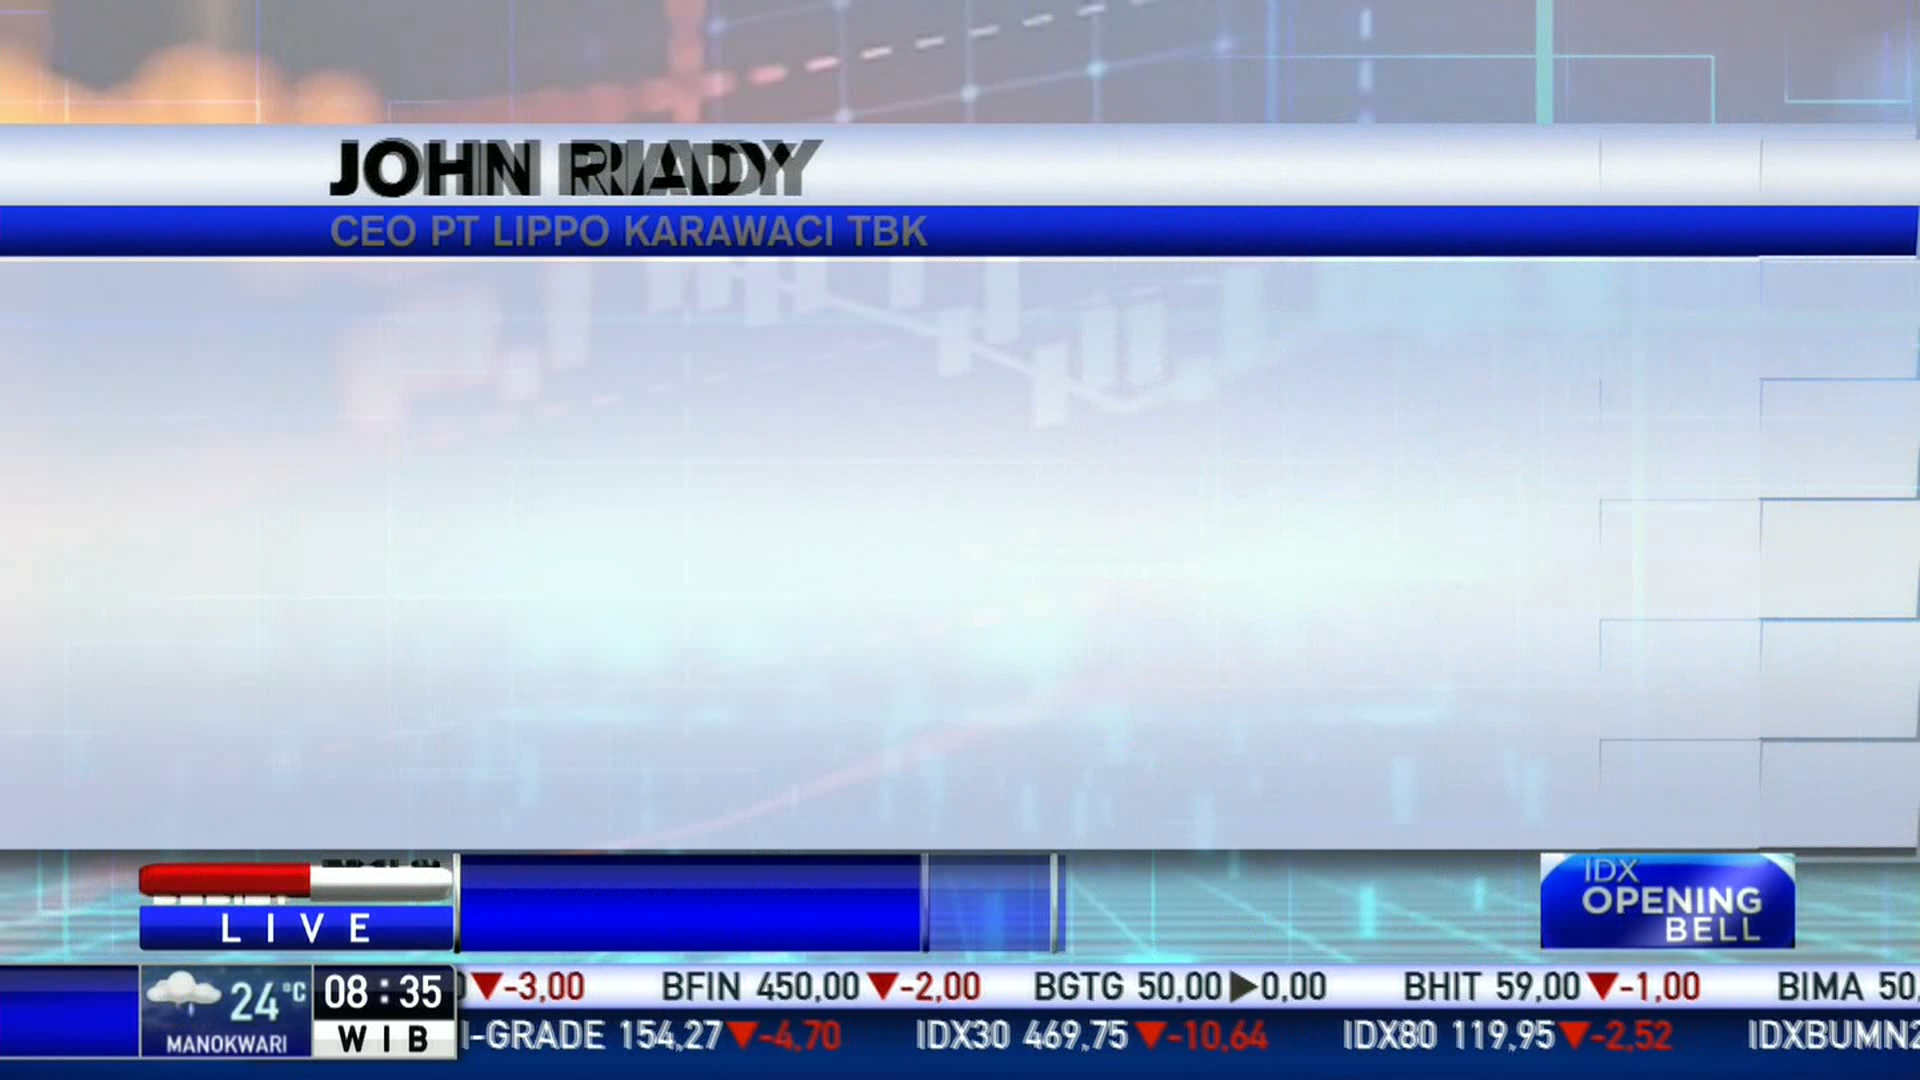 JOHN RIADY
CEO PT LIPPO KARAWACI TBK
LIVE
IDX
OPENING
BELL
24°C
MANOKWARI
08:35
WIB
▼-3,00 BFIN 450,00▼-2,00 BGTG 50,00▶0,00 BHIT 59,00▼-1,00 BIMA 50,
I-GRADE 154,27▼-4,70 IDX30 469,75▼-10,64 IDX80 119,95▼-2,52 IDXBUMN2